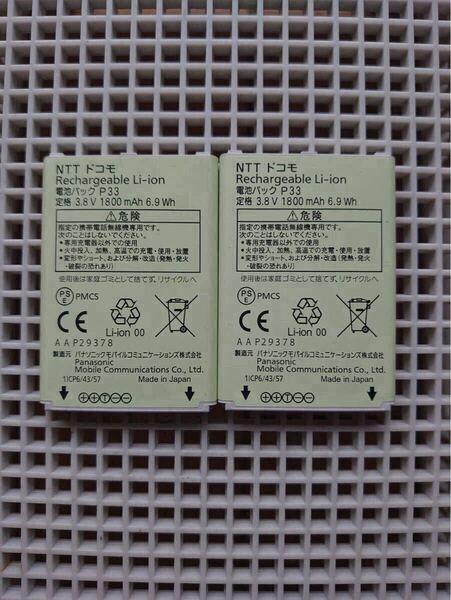 NTT ドコモ
Rechargeable Li-ion
電池パック P33
定格 3.8 V 1800 mAh 6.9 Wh
⚠危険
指定の携帯電話無線機専用です。
次のことはしないでください。
・専用充電器以外での使用
・火中投入、加熱、高温での充電・使用・放置
・変形やショート、および分解・改造(発熱・発火
・破裂の恐れあり)
使用後は家庭ゴミとして捨てず、リサイクルへ
PS
E
PMCS
CE
Li-ion 00
AAP29378
製造元 パナソニックモバイルコミュニケーションズ株式会社
Panasonic
Mobile Communications Co., Ltd.
1ICP6/43/57
Made in Japan
⊕⊕T⊖⊖
NTT ドコモ
Rechargeable Li-ion
電池パック P33
定格 3.8 V 1800 mAh 6.9 Wh
⚠危険
指定の携帯電話無線機専用です。
次のことはしないでください。
・専用充電器以外での使用
・火中投入、加熱、高温での充電・使用・放置
・変形やショート、および分解・改造(発熱・発火
・破裂の恐れあり)
使用後は家庭ゴミとして捨てず、リサイクルへ
PS
E
PMCS
CE
Li-ion 00
AAP29378
製造元 パナソニックモバイルコミュニケーションズ株式会社
Panasonic
Mobile Communications Co., Ltd.
1ICP6/43/57
Made in Japan
⊕⊕T⊖⊖